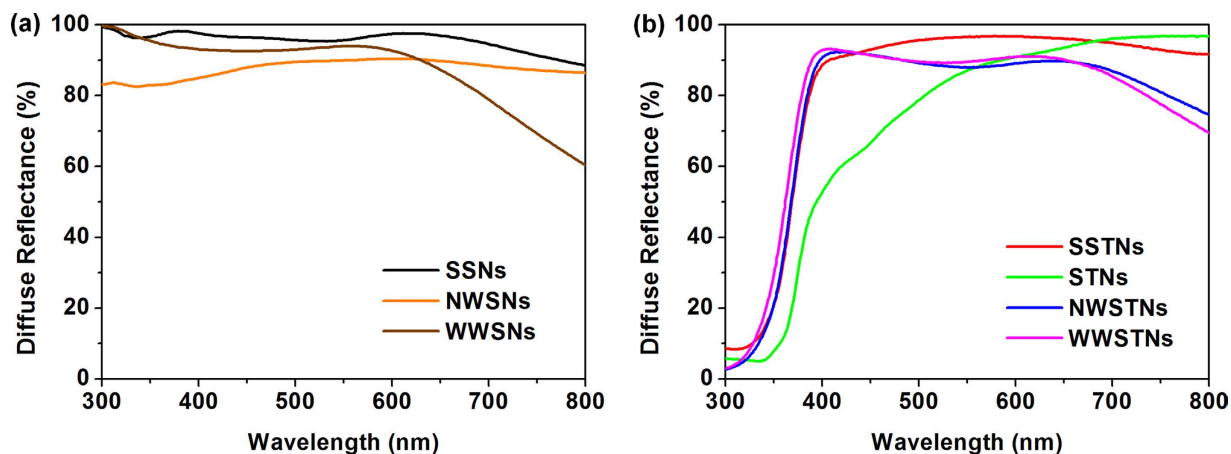 (a)
Diffuse Reflectance (%)
100
80
60
40
20
0
SSNs
NWSNs
WWSNs
300 400 500 600 700 800
Wavelength (nm)
(b)
Diffuse Reflectance (%)
100
80
60
40
20
0
SSTNs
STNs
NWSTNs
WWSTNs
300 400 500 600 700 800
Wavelength (nm)